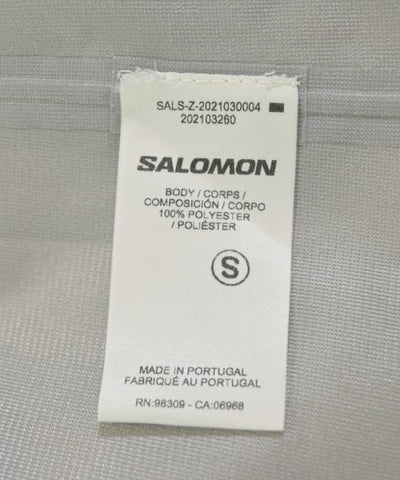 SALS-Z-2021030004
202103260
SALOMON
BODY / CORPS /
COMPOSICIÓN / CORPO
100% POLYESTER
/ POLIÉSTER
S
MADE IN PORTUGAL
FABRIQUÉ AU PORTUGAL
RN:98309 - CA:06968